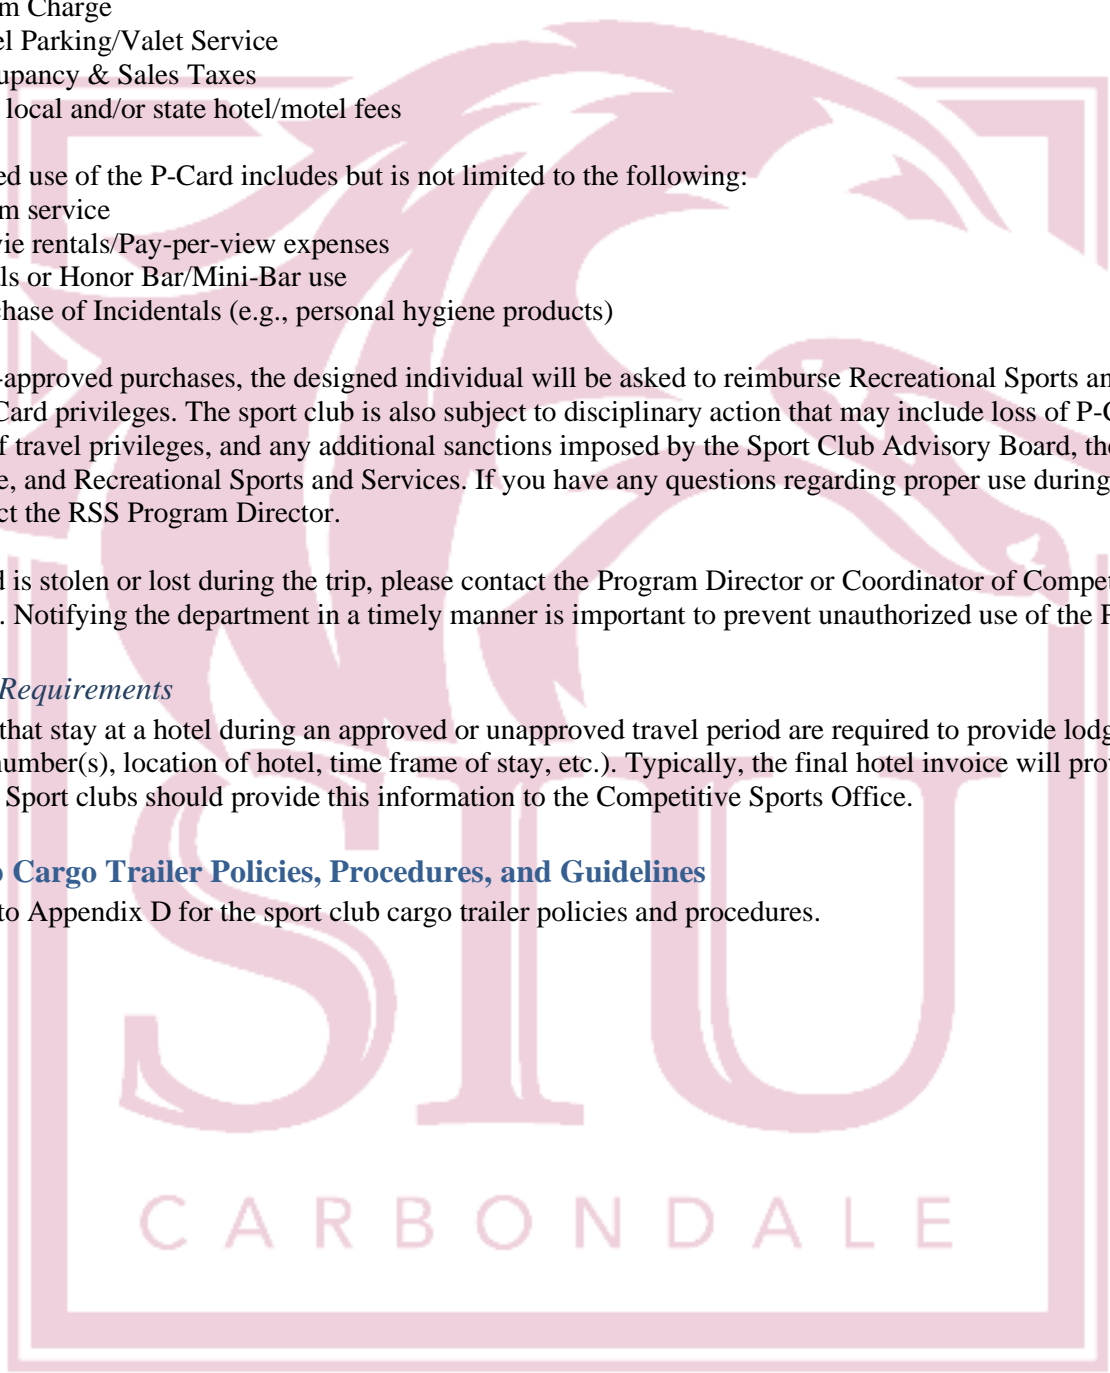 m Charge
el Parking/Valet Service
upancy & Sales Taxes
local and/or state hotel/motel fees
ed use of the P-Card includes but is not limited to the following:
m service
vie rentals/Pay-per-view expenses
ls or Honor Bar/Mini-Bar use
chase of Incidentals (e.g., personal hygiene products)
-approved purchases, the designed individual will be asked to reimburse Recreational Sports an
Card privileges. The sport club is also subject to disciplinary action that may include loss of P-C
f travel privileges, and any additional sanctions imposed by the Sport Club Advisory Board, the
e, and Recreational Sports and Services. If you have any questions regarding proper use during
ct the RSS Program Director.
d is stolen or lost during the trip, please contact the Program Director or Coordinator of Compet
. Notifying the department in a timely manner is important to prevent unauthorized use of the P
Requirements
that stay at a hotel during an approved or unapproved travel period are required to provide lodg
number(s), location of hotel, time frame of stay, etc.). Typically, the final hotel invoice will prov
Sport clubs should provide this information to the Competitive Sports Office.
o Cargo Trailer Policies, Procedures, and Guidelines
to Appendix D for the sport club cargo trailer policies and procedures.
SIU
CARBONDALE